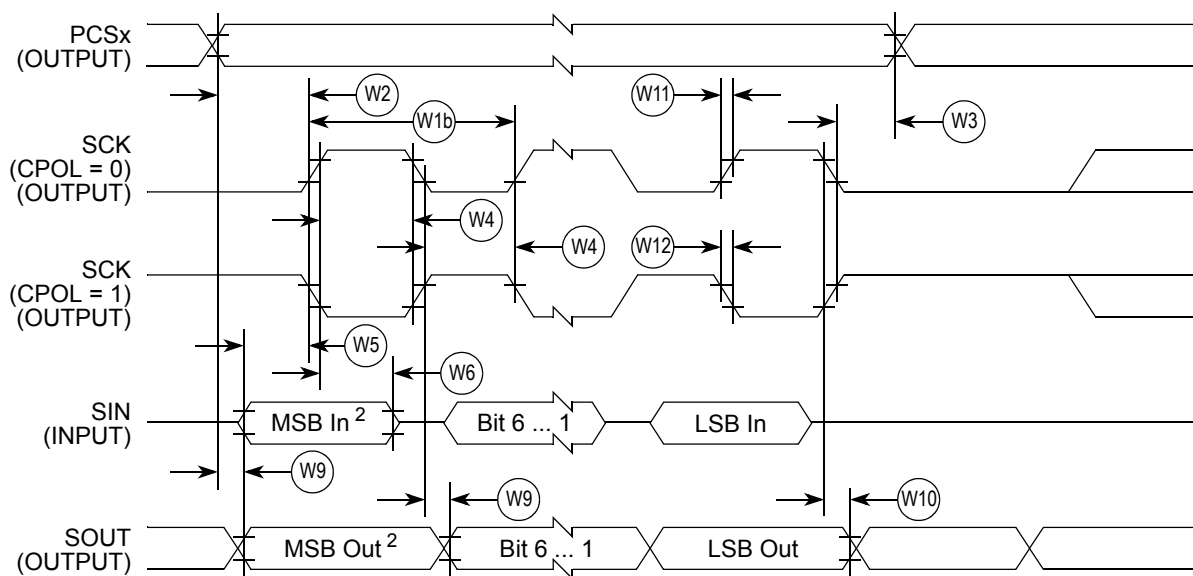 PCSx
(OUTPUT)
W2
W11
W1b
W3
SCK
(CPOL = 0)
(OUTPUT)
W4
W4
W12
SCK
(CPOL = 1)
(OUTPUT)
W5
W6
SIN
(INPUT)
MSB In 2
Bit 6 ... 1
LSB In
W9
W9
W10
SOUT
(OUTPUT)
MSB Out 2
Bit 6 ... 1
LSB Out